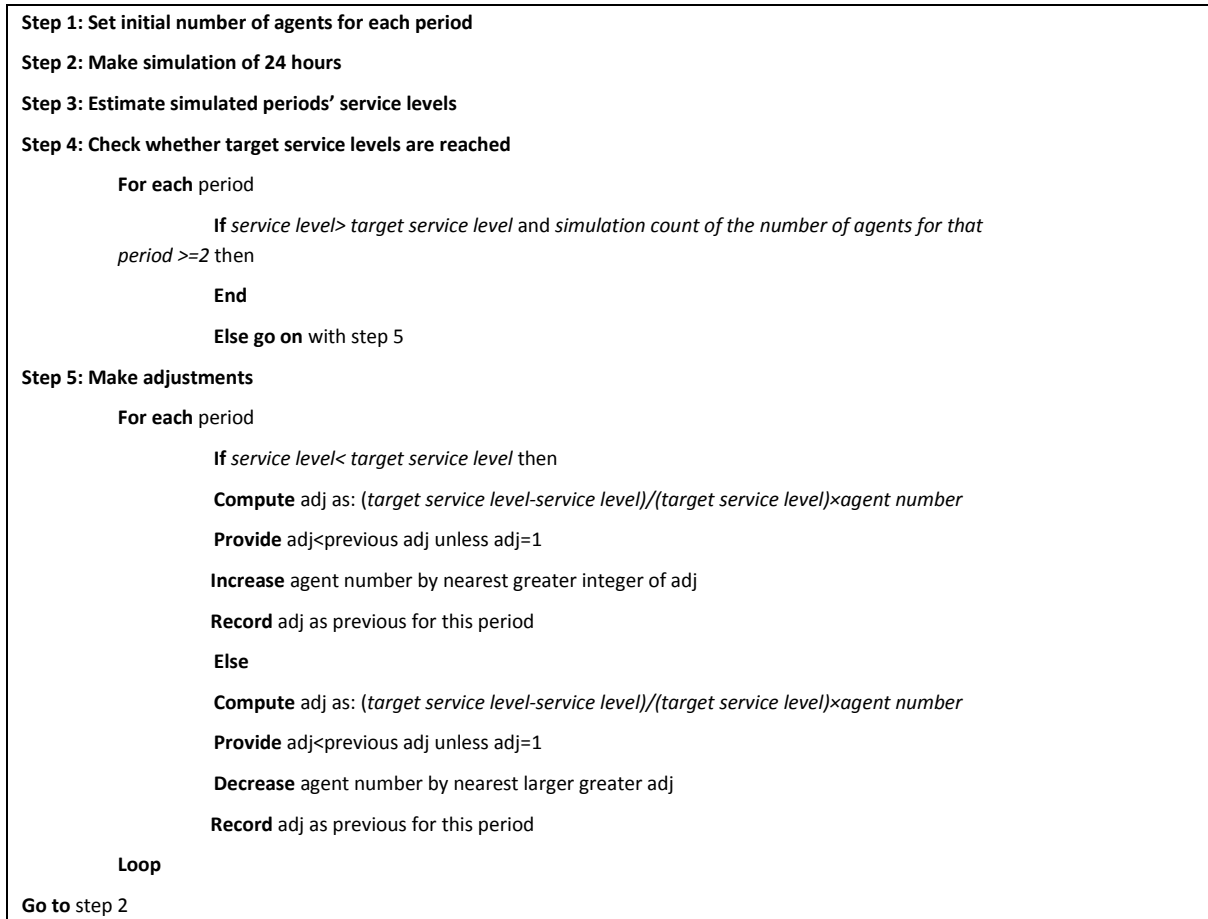 Step 1: Set initial number of agents for each period
Step 2: Make simulation of 24 hours
Step 3: Estimate simulated periods’ service levels
Step 4: Check whether target service levels are reached
For each period
If service level> target service level and simulation count of the number of agents for that
period >=2 then
End
Else go on with step 5
Step 5: Make adjustments
For each period
If service level< target service level then
Compute adj as: (target service level-service level)/(target service level)×agent number
Provide adj<previous adj unless adj=1
Increase agent number by nearest greater integer of adj
Record adj as previous for this period
Else
Compute adj as: (target service level-service level)/(target service level)×agent number
Provide adj<previous adj unless adj=1
Decrease agent number by nearest larger greater adj
Record adj as previous for this period
Loop
Go to step 2